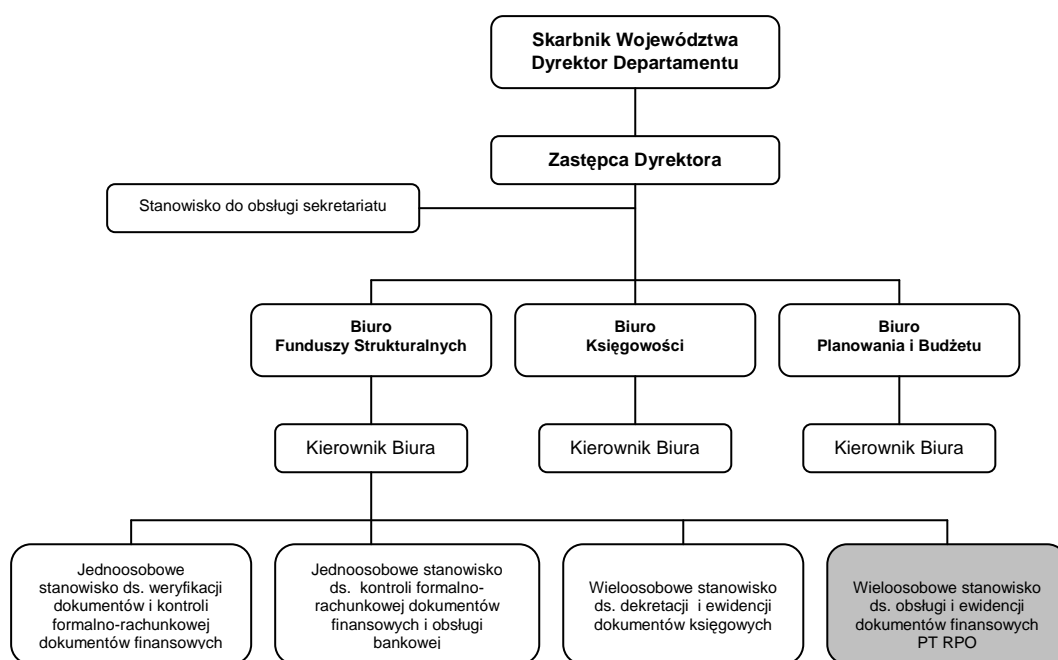 Skarbnik Województwa
Dyrektor Departamentu
Zastępca Dyrektora
Stanowisko do obsługi sekretariatu
Biuro
Funduszy Strukturalnych
Biuro
Księgowości
Biuro
Planowania i Budżetu
Kierownik Biura
Kierownik Biura
Kierownik Biura
Jednoosobowe
stanowisko ds. weryfikacji
dokumentów i kontroli
formalno-rachunkowej
dokumentów finansowych
Jednoosobowe stanowisko
ds. kontroli formalno-
rachunkowej dokumentów
finansowych i obsługi
bankowej
Wieloosobowe stanowisko
ds. dekretacji i ewidencji
dokumentów księgowych
Wieloosobowe stanowisko
ds. obsługi i ewidencji
dokumentów finansowych
PT RPO